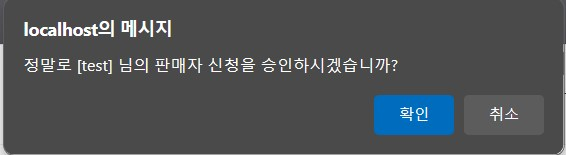 localhost의 메시지
정말로 [test] 님의 판매자 신청을 승인하시겠습니까?
확인
취소